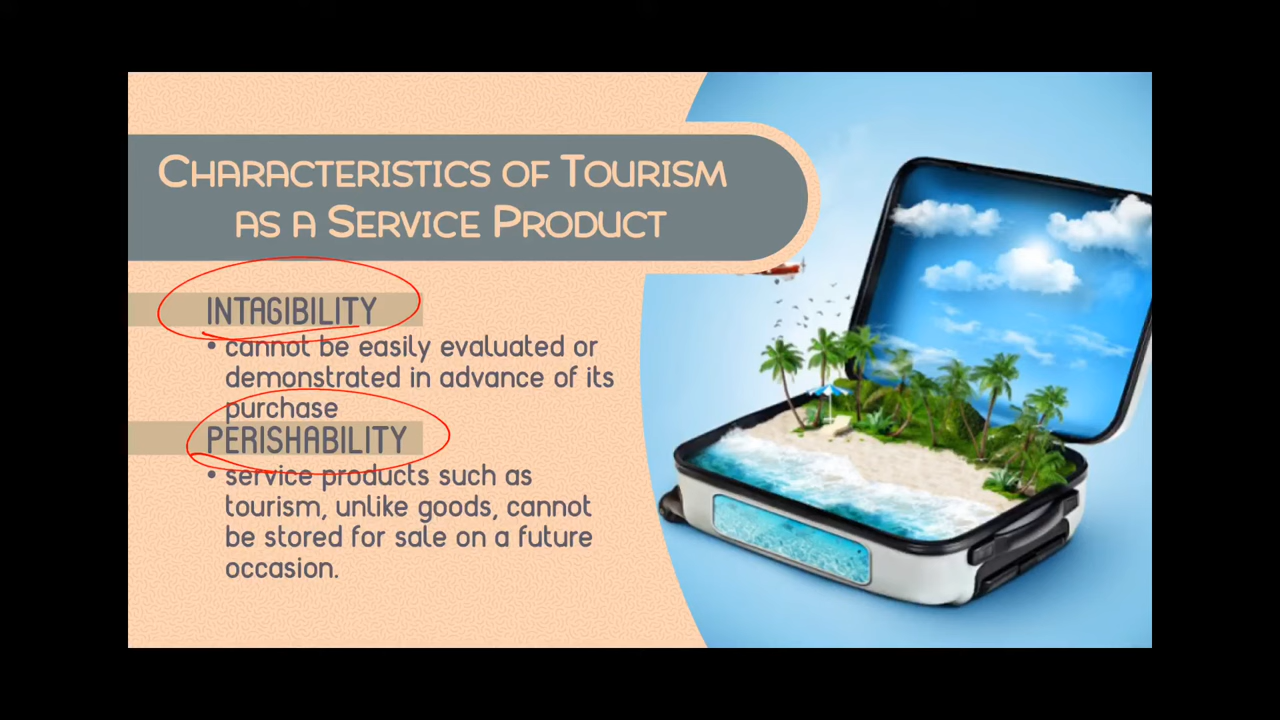 CHARACTERISTICS OF TOURISM
AS A SERVICE PRODUCT
INTAGIBILITY
• cannot be easily evaluated or
demonstrated in advance of its
purchase
PERISHABILITY
• service products such as
tourism, unlike goods, cannot
be stored for sale on a future
occasion.